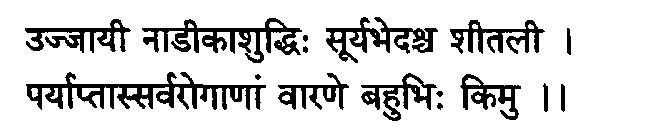 उज्जायी नाडीकाशुद्धिः सूर्यभेदश्च शीतली ।
पर्याप्तास्सर्वरोगाणां वारणे बहुभिः किमु ।।